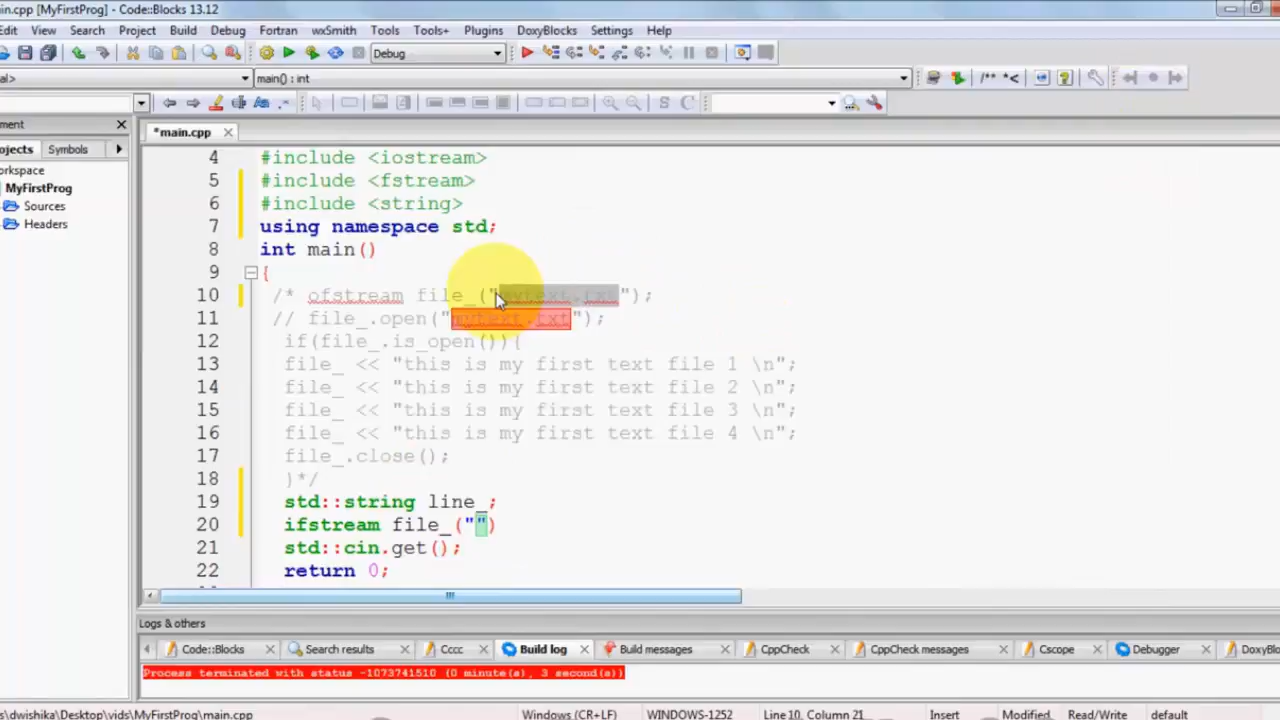 in.cpp [MyFirstProg] - Code::Blocks 13.12
Edit View Search Project Build Debug Fortran wxSmith Tools Tools+ Plugins DoxyBlocks Settings Help
Debug
al> main() : int /** *<
S C
ment
*main.cpp
ojects Symbols
orkspace
MyFirstProg
Sources
Headers
4 #include <iostream>
5 #include <fstream>
6 #include <string>
7 using namespace std;
8 int main()
9 {
10 /* ofstream file_("mytext.txt");
11 // file_.open("mytext.txt");
12 if(file_.is_open()){
13 file_ << "this is my first text file 1 \n";
14 file_ << "this is my first text file 2 \n";
15 file_ << "this is my first text file 3 \n";
16 file_ << "this is my first text file 4 \n";
17 file_.close();
18 }*/
19 std::string line_;
20 ifstream file_("")
21 std::cin.get();
22 return 0;
Logs & others
Code::Blocks Search results Cccc Build log Build messages CppCheck CppCheck messages Cscope Debugger DoxyBlo
Process terminated with status -1073741510 (0 minute(s), 3 second(s))
s\dwishika\Desktop\vids\MyFirstProg\main.cpp Windows (CR+LF) WINDOWS-1252 Line 10, Column 21 Insert Modified Read/Write default